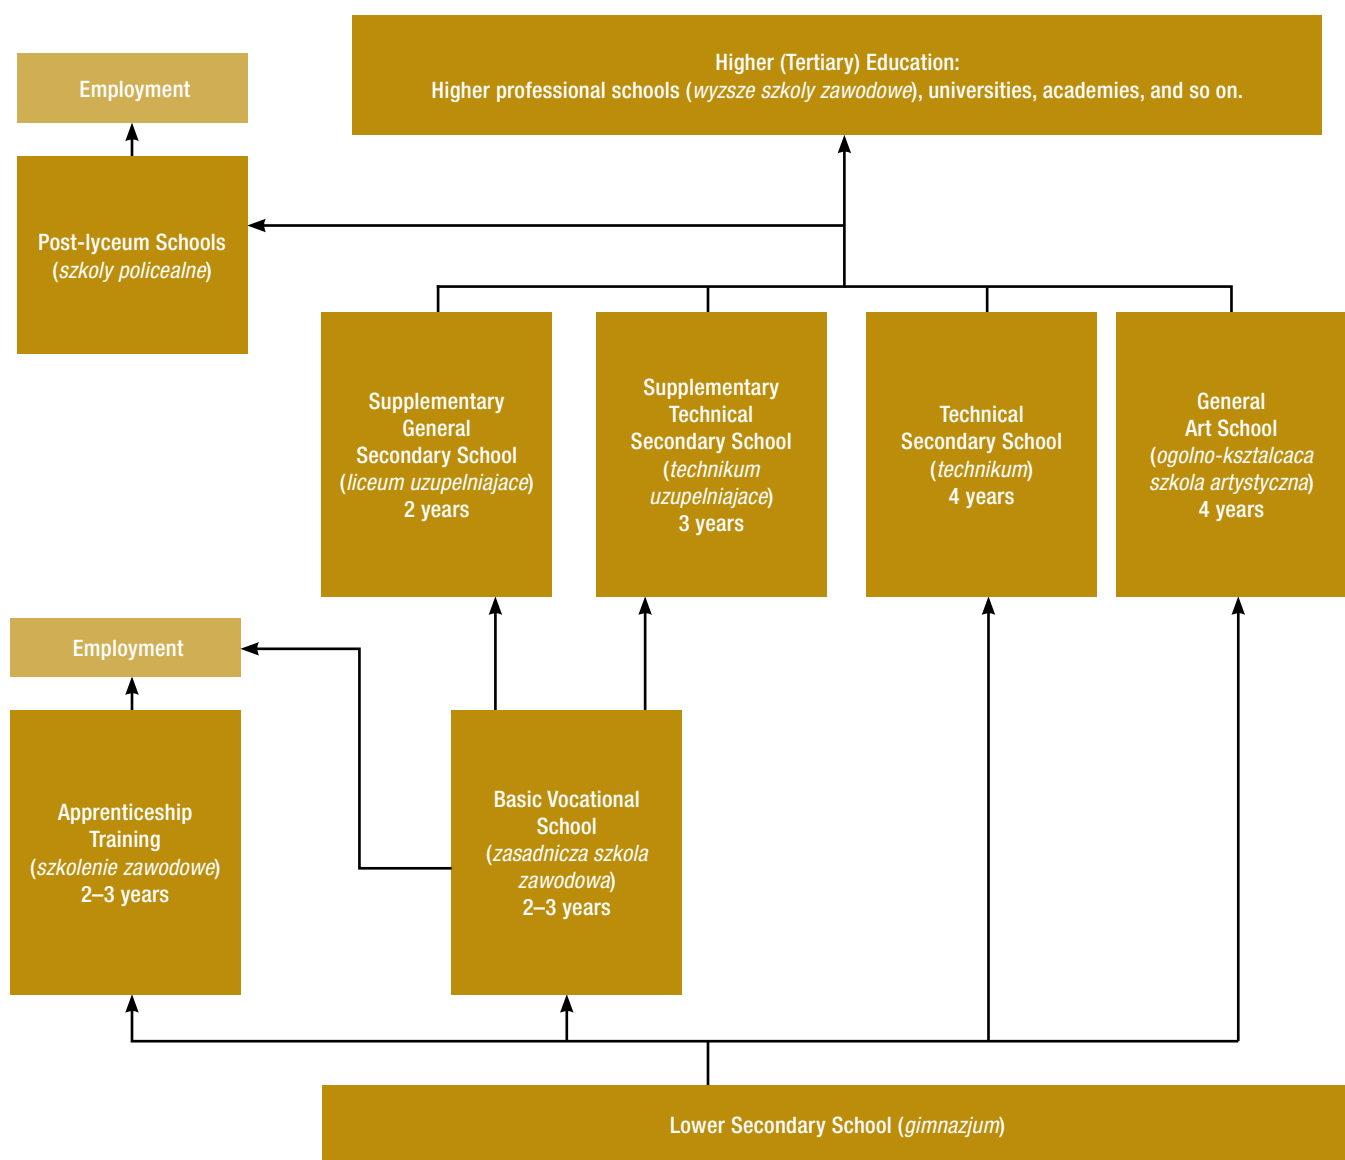 Higher (Tertiary) Education:
Higher professional schools (wyzsze szkoly zawodowe), universities, academies, and so on.
Employment
Post-lyceum Schools
(szkoly policealne)
Supplementary
General
Secondary School
(liceum uzupelniajace)
2 years
Supplementary
Technical
Secondary School
(technikum
uzupelniajace)
3 years
Technical
Secondary School
(technikum)
4 years
General
Art School
(ogolno-ksztalcaca
szkola artystyczna)
4 years
Employment
Apprenticeship
Training
(szkolenie zawodowe)
2–3 years
Basic Vocational
School
(zasadnicza szkola
zawodowa)
2–3 years
Lower Secondary School (gimnazjum)